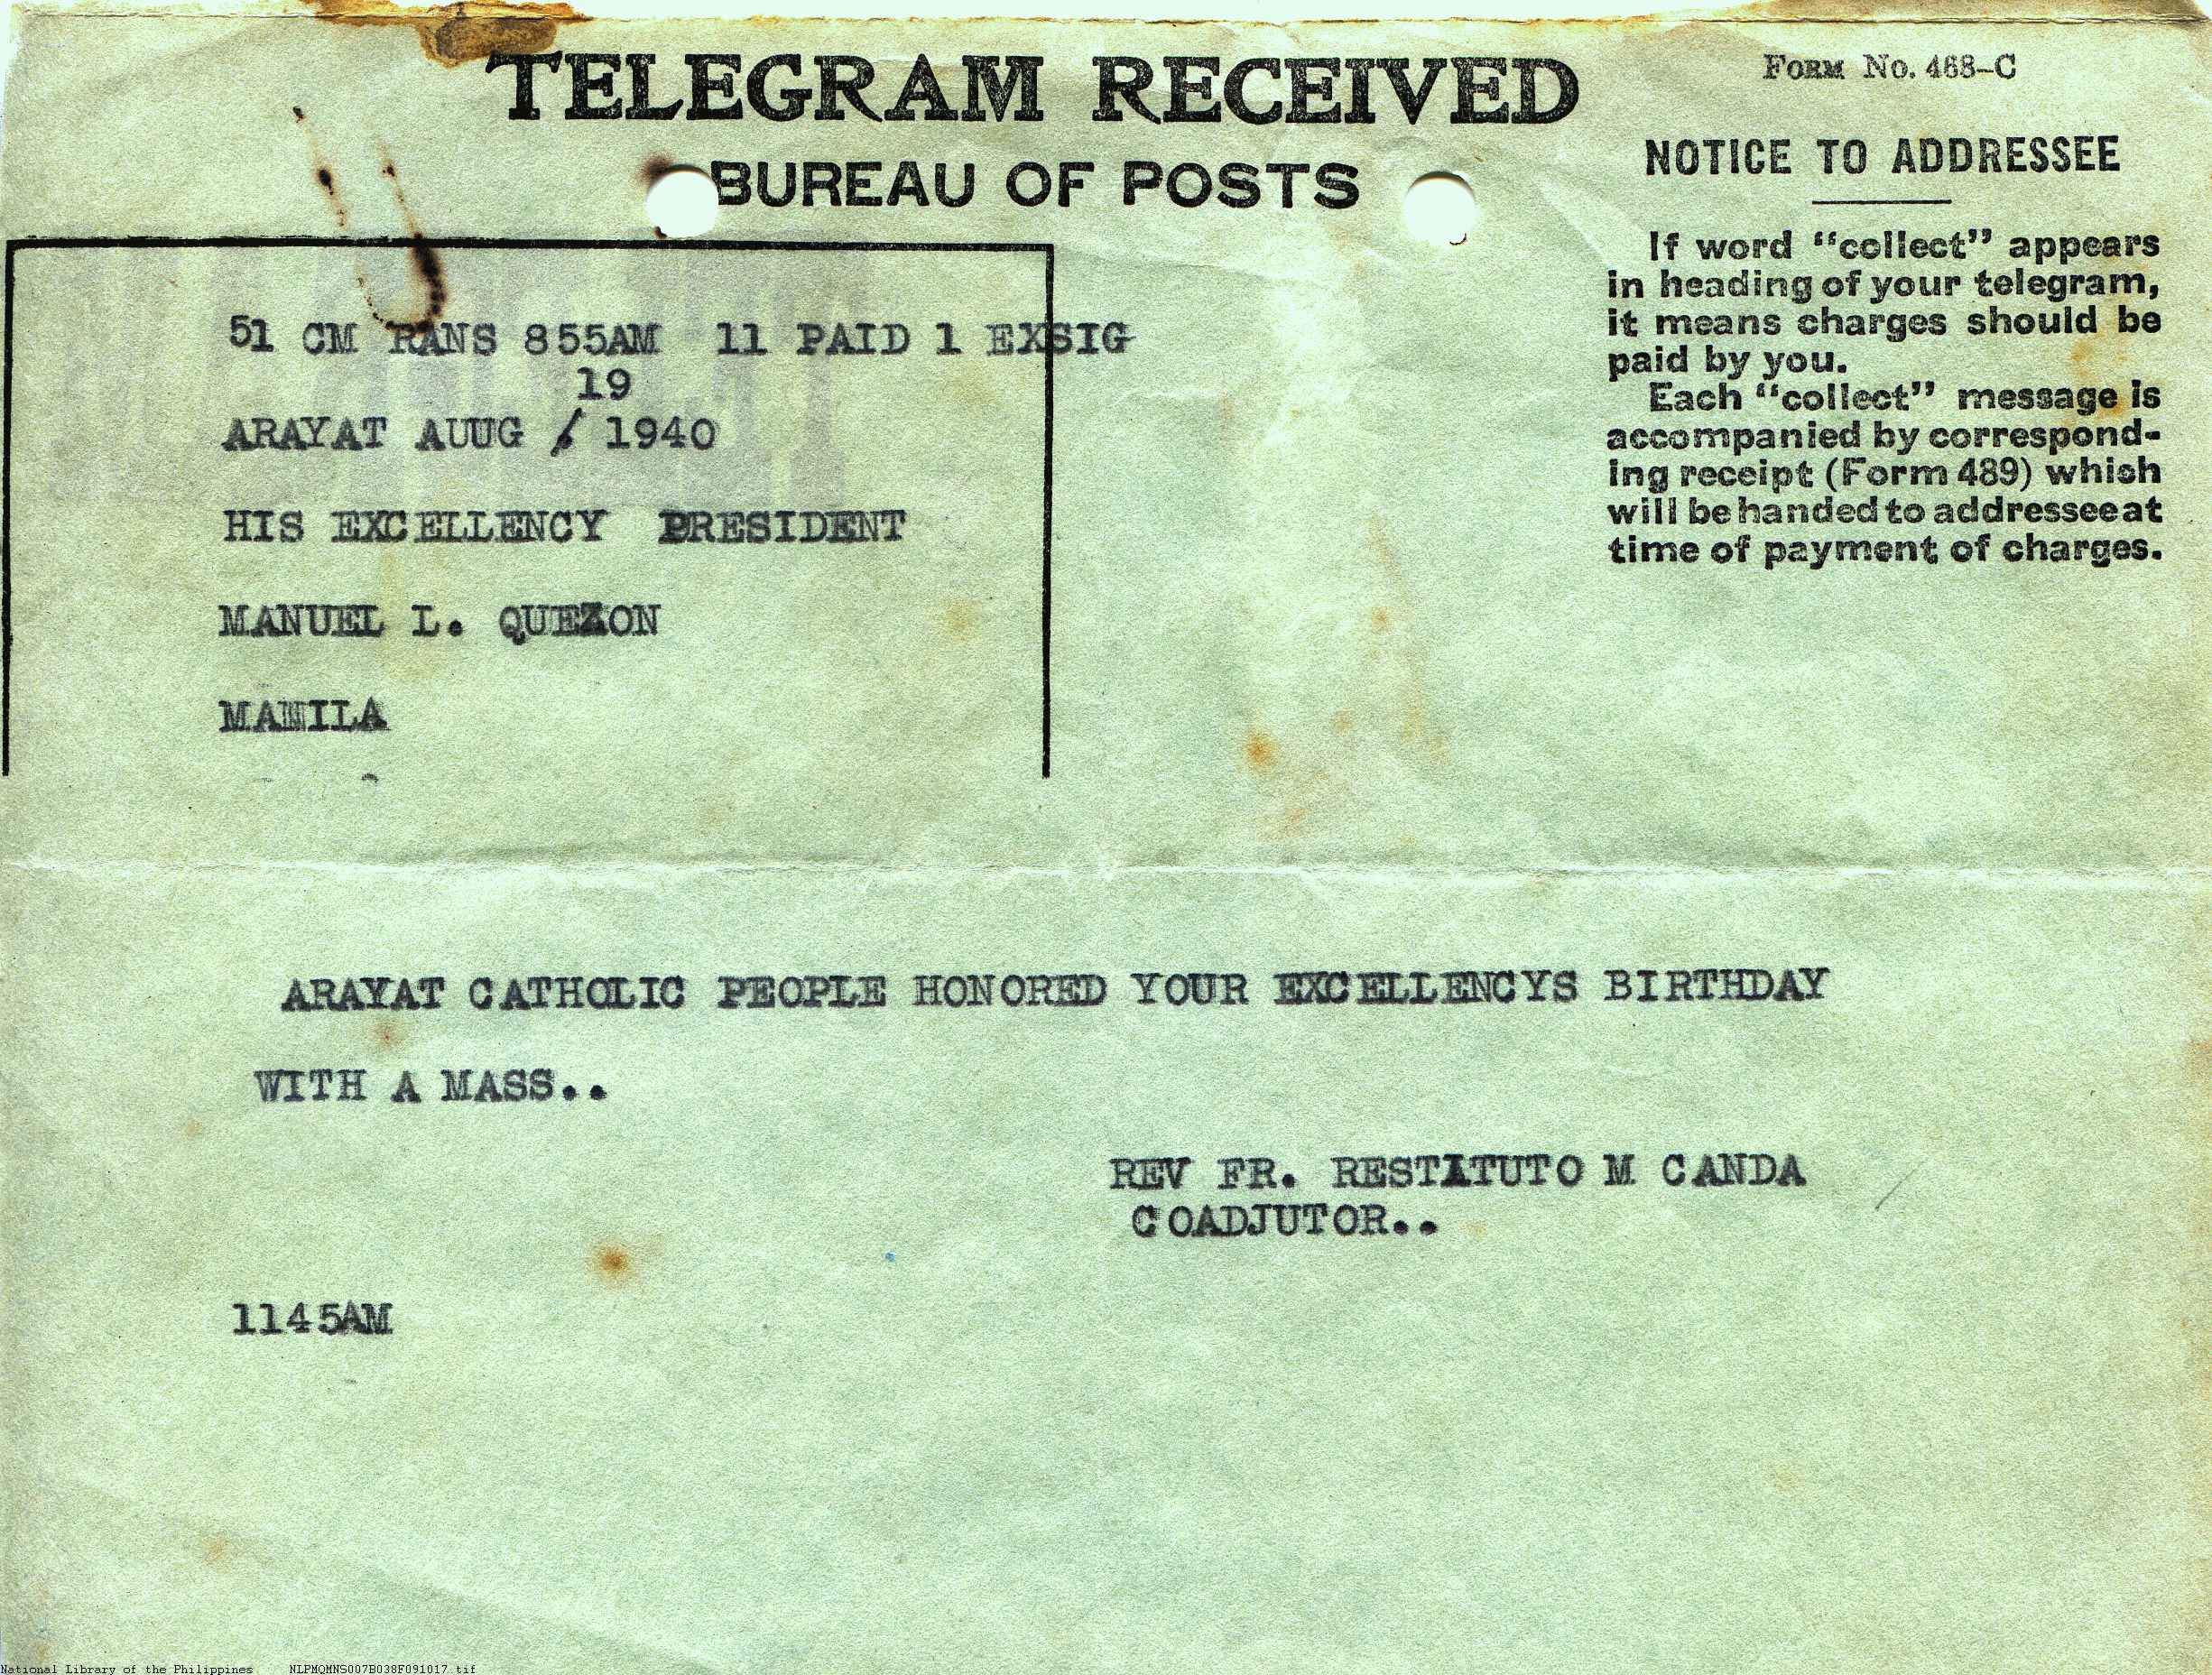 TELEGRAM RECEIVED
BUREAU OF POSTS
FORM No. 468-C
NOTICE TO ADDRESSEE
If word "collect" appears
in heading of your telegram,
it means charges should be
paid by you.
Each "collect" message is
accompanied by correspond-
ing receipt (Form 489) which
will be handed to addressee at
time of payment of charges.
51 CM RANS 855AM 11 PAID 1 EXSIG
19
ARAYAT AUUG / 1940
HIS EXCELLENCY PRESIDENT
MANUEL L. QUEZON
MANILA
ARAYAT CATHOLIC PEOPLE HONORED YOUR EXCELLENCYS BIRTHDAY
WITH A MASS..
REV FR. RESTITUTO M CANDA
COADJUTOR..
1145AM
National Library of the Philippines NLPMQMNS007B038F091017.tif